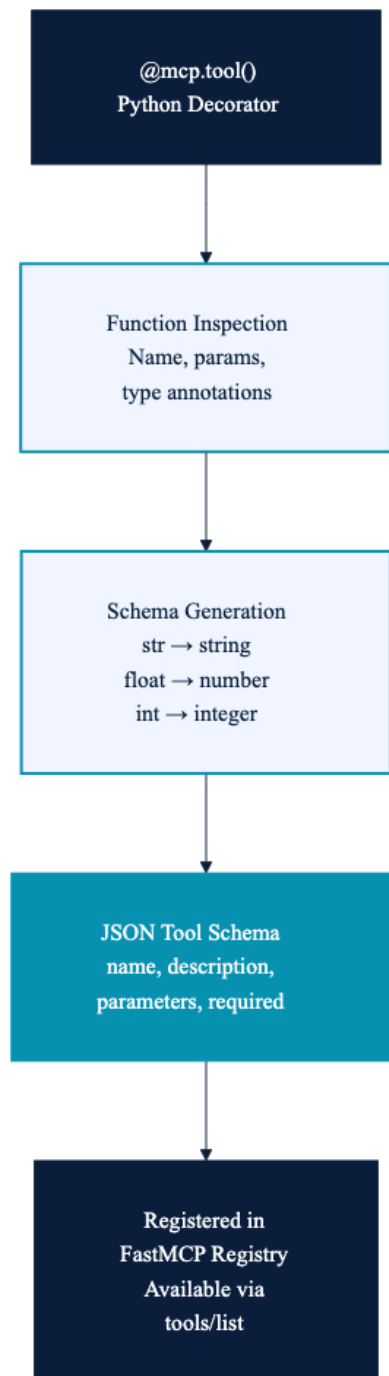 @mcp.tool()
Python Decorator
Function Inspection
Name, params,
type annotations
Schema Generation
str → string
float → number
int → integer
JSON Tool Schema
name, description,
parameters, required
Registered in
FastMCP Registry
Available via
tools/list